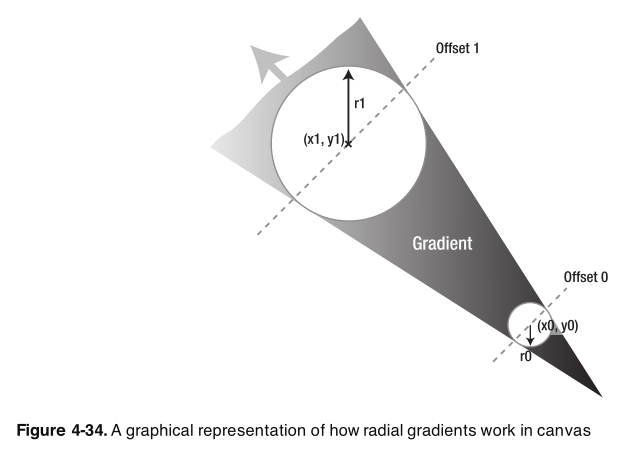 Offset 1
r1
(x1, y1)
Gradient
Offset 0
(x0, y0)
r0
Figure 4-34. A graphical representation of how radial gradients work in canvas